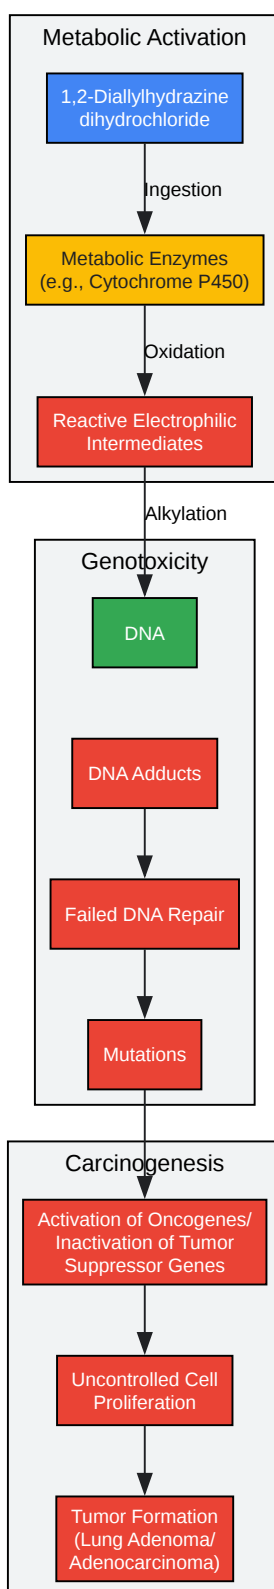 Metabolic Activation
1,2-Diallylhydrazine
dihydrochloride
Ingestion
Metabolic Enzymes
(e.g., Cytochrome P450)
Oxidation
Reactive Electrophilic
Intermediates
Alkylation
Genotoxicity
DNA
DNA Adducts
Failed DNA Repair
Mutations
Carcinogenesis
Activation of Oncogenes/
Inactivation of Tumor
Suppressor Genes
Uncontrolled Cell
Proliferation
Tumor Formation
(Lung Adenoma/
Adenocarcinoma)